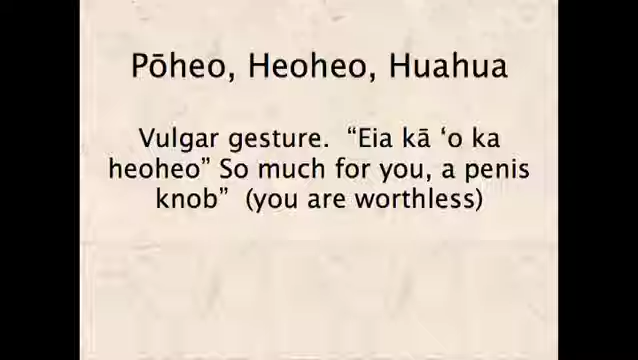 Pōheo, Heoheo, Huahua
Vulgar gesture.  “Eia kā ‘o ka
heoheo” So much for you, a penis
knob”  (you are worthless)